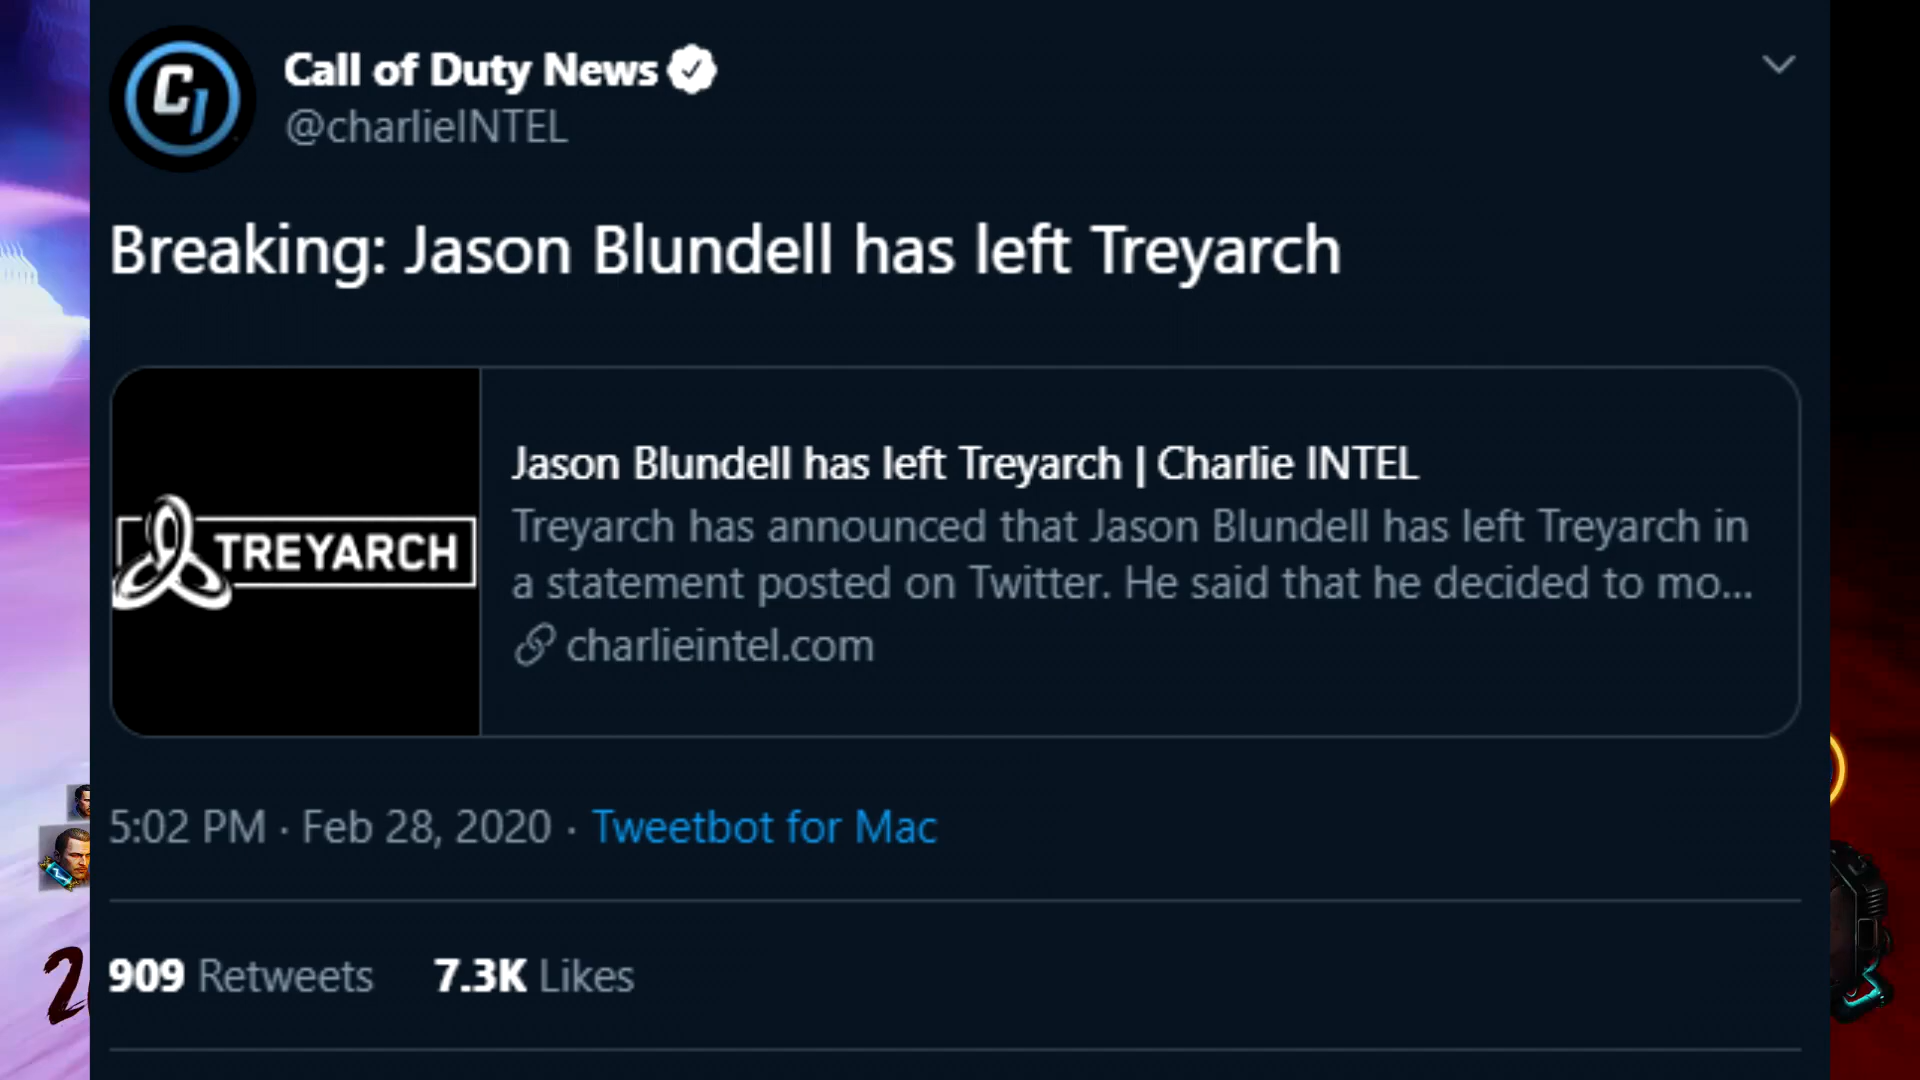 Call of Duty News
@charlieINTEL
Breaking: Jason Blundell has left Treyarch
TREYARCH
Jason Blundell has left Treyarch | Charlie INTEL
Treyarch has announced that Jason Blundell has left Treyarch in
a statement posted on Twitter. He said that he decided to mo...
charlieintel.com
5:02 PM · Feb 28, 2020 · Tweetbot for Mac
909 Retweets 7.3K Likes
2